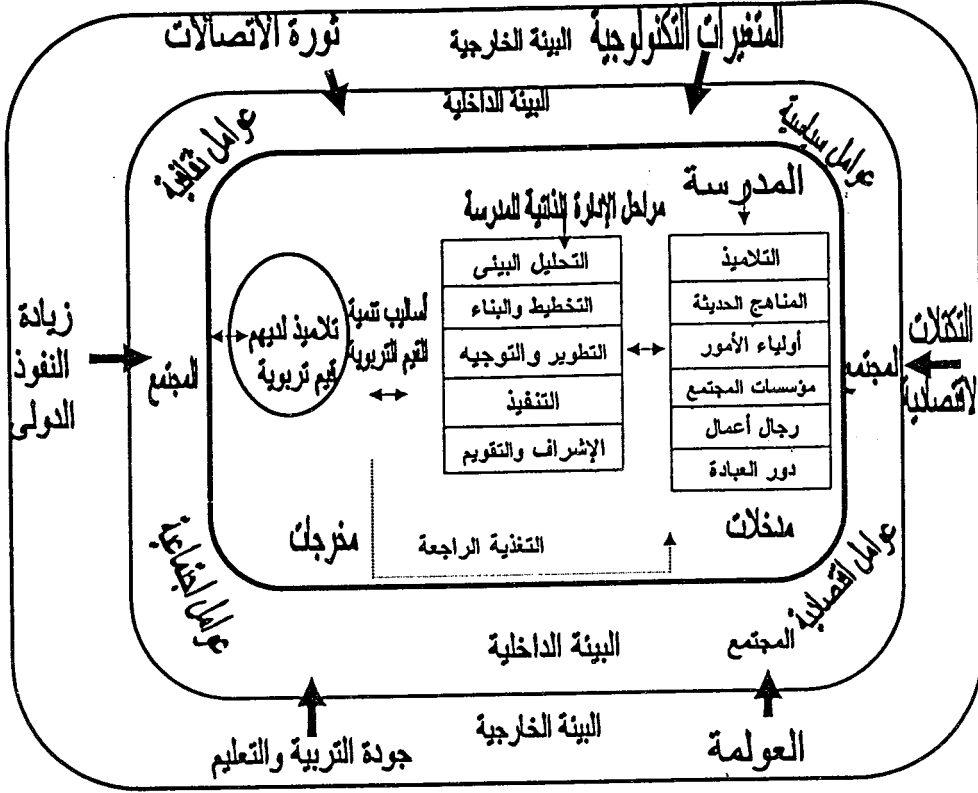 المتغيرات التكنولوجية
البيئة الخارجية
ثورة الاتصالات
البيئة الداخلية
عوامل سياسية
عوامل ثقافية
المدرسة
مراحل الإدارة الذاتية للمدرسة
التلاميذ
المناهج الحديثة
أولياء الأمور
مؤسسات المجتمع
رجال أعمال
دور العبادة
التحليل البيئى
التخطيط والبناء
التطوير والتوجيه
التنفيذ
الإشراف والتقويم
أساليب تنمية
القيم التربوية
تلاميذ لديهم
قيم تربوية
التكتلات
لاقتصادية
المجتمع
المجتمع
زيادة
النفوذ
الدولى
مدخلات
التغذية الراجعة
مخرجات
عوامل اقتصادية
عوامل اجتماعية
المجتمع
البيئة الداخلية
البيئة الخارجية
العولمة
جودة التربية والتعليم